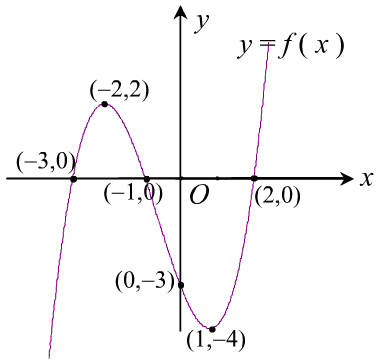 y
y = f ( x )
(−2,2)
(−3,0)
x
(−1,0)
O
(2,0)
(0,−3)
(1,−4)